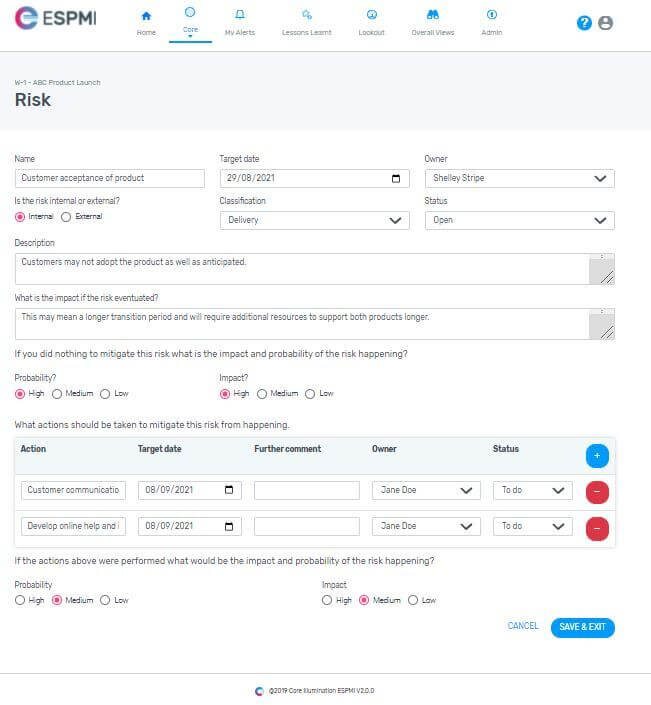 ESPMI
Home Core My Alerts Lessons Learnt Lookout Overall Views Admin ?
W-1 - ABC Product Launch
Risk
Name Target date Owner
Customer acceptance of product 29/08/2021 Shelley Stripe
Is the risk internal or external? Classification Status
Internal External Delivery Open
Description
Customers may not adopt the product as well as anticipated.
What is the impact if the risk eventuated?
This may mean a longer transition period and will require additional resources to support both products longer.
If you did nothing to mitigate this risk what is the impact and probability of the risk happening?
Probability? Impact?
High Medium Low High Medium Low
What actions should be taken to mitigate this risk from happening.
Action Target date Further comment Owner Status +
Customer communicatio 08/09/2021 Jane Doe To do −
Develop online help and i 08/09/2021 Jane Doe To do −
If the actions above were performed what would be the impact and probability of the risk happening?
Probability Impact
High Medium Low High Medium Low
CANCEL SAVE & EXIT
©2019 Core Illumination ESPMI V2.0.0